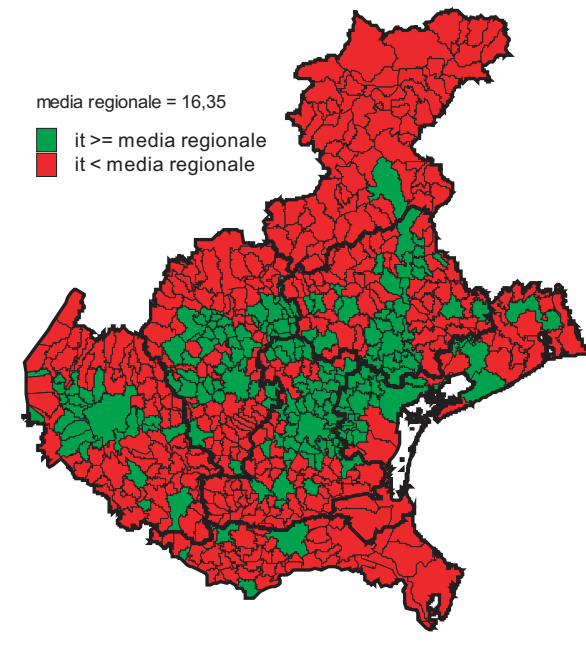 media regionale = 16,35
it >= media regionale
it < media regionale